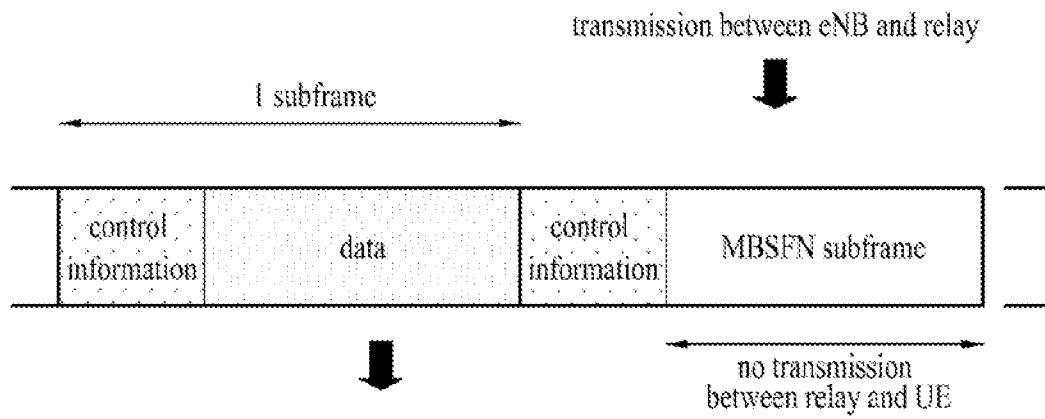 transmission between eNB and relay
1 subframe
control
information
data
control
information
MBSFN subframe
no transmission
between relay and UE